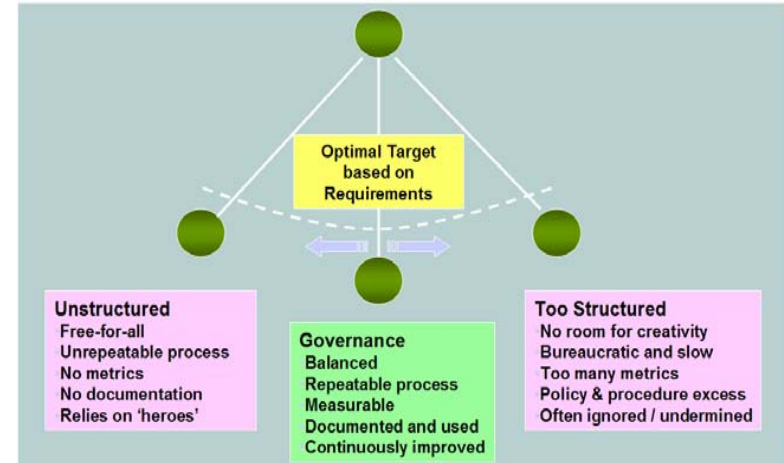 Optimal Target
based on
Requirements
Unstructured
Free-for-all
Unrepeatable process
No metrics
No documentation
Relies on ‘heroes’
Governance
Balanced
Repeatable process
Measurable
Documented and used
Continuously improved
Too Structured
No room for creativity
Bureaucratic and slow
Too many metrics
Policy & procedure excess
Often ignored / undermined